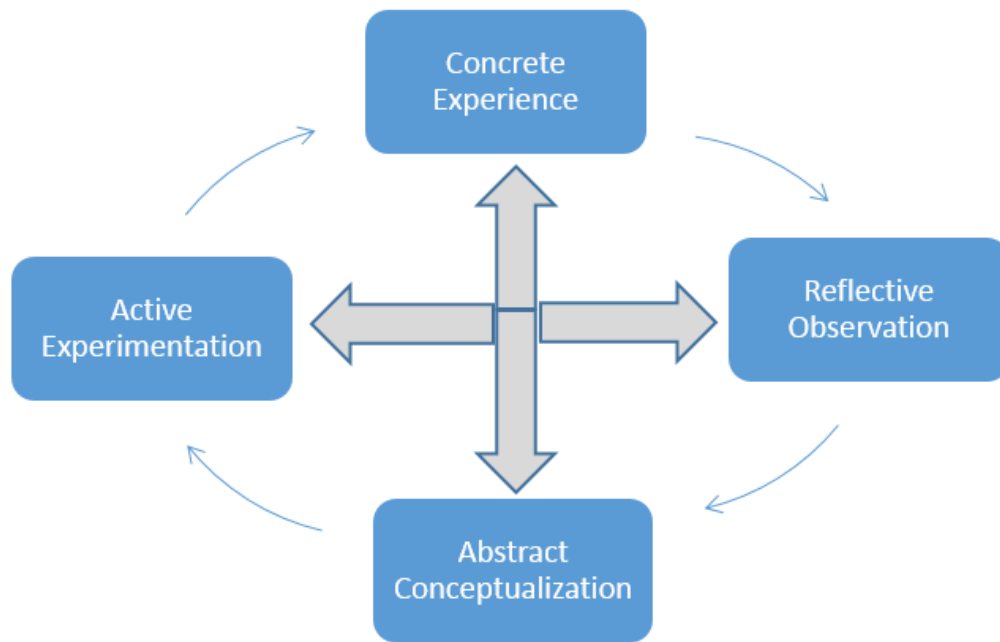 Concrete
Experience
Reflective
Observation
Abstract
Conceptualization
Active
Experimentation